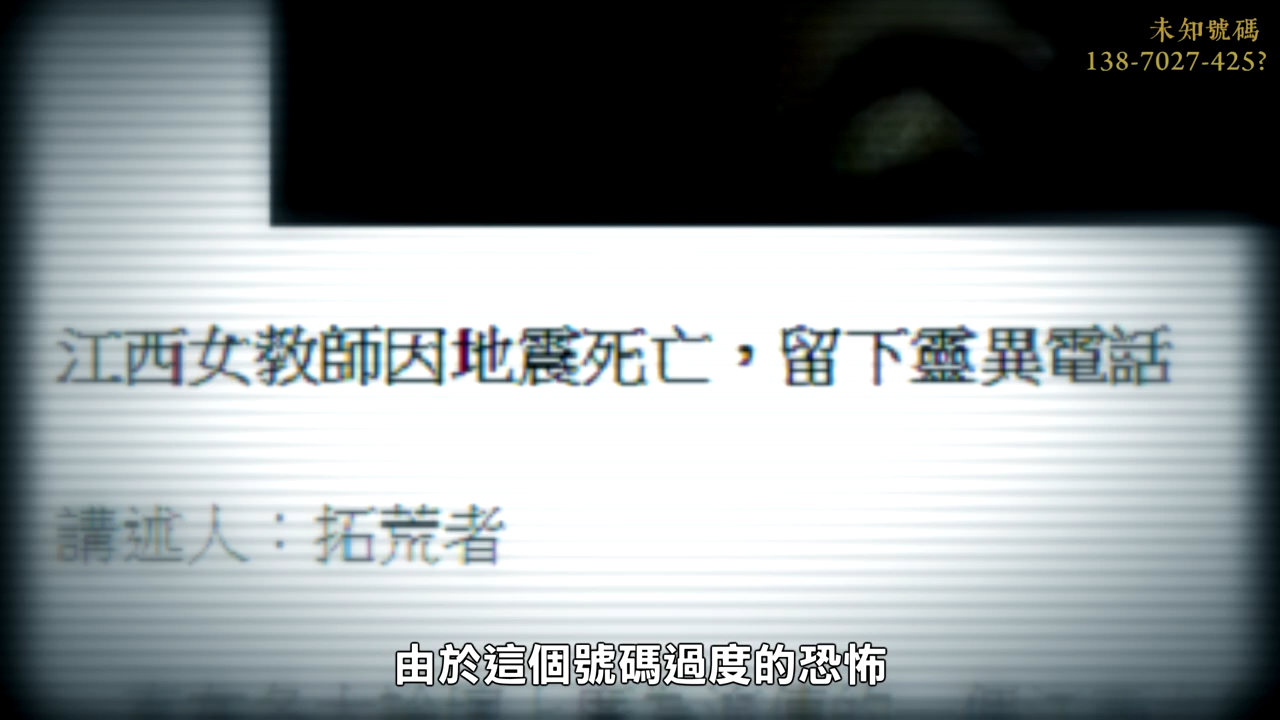 未知號碼
138-7027-425?
江西女教師因地震死亡，留下靈異電話
講述人：拓荒者
由於這個號碼過度的恐怖